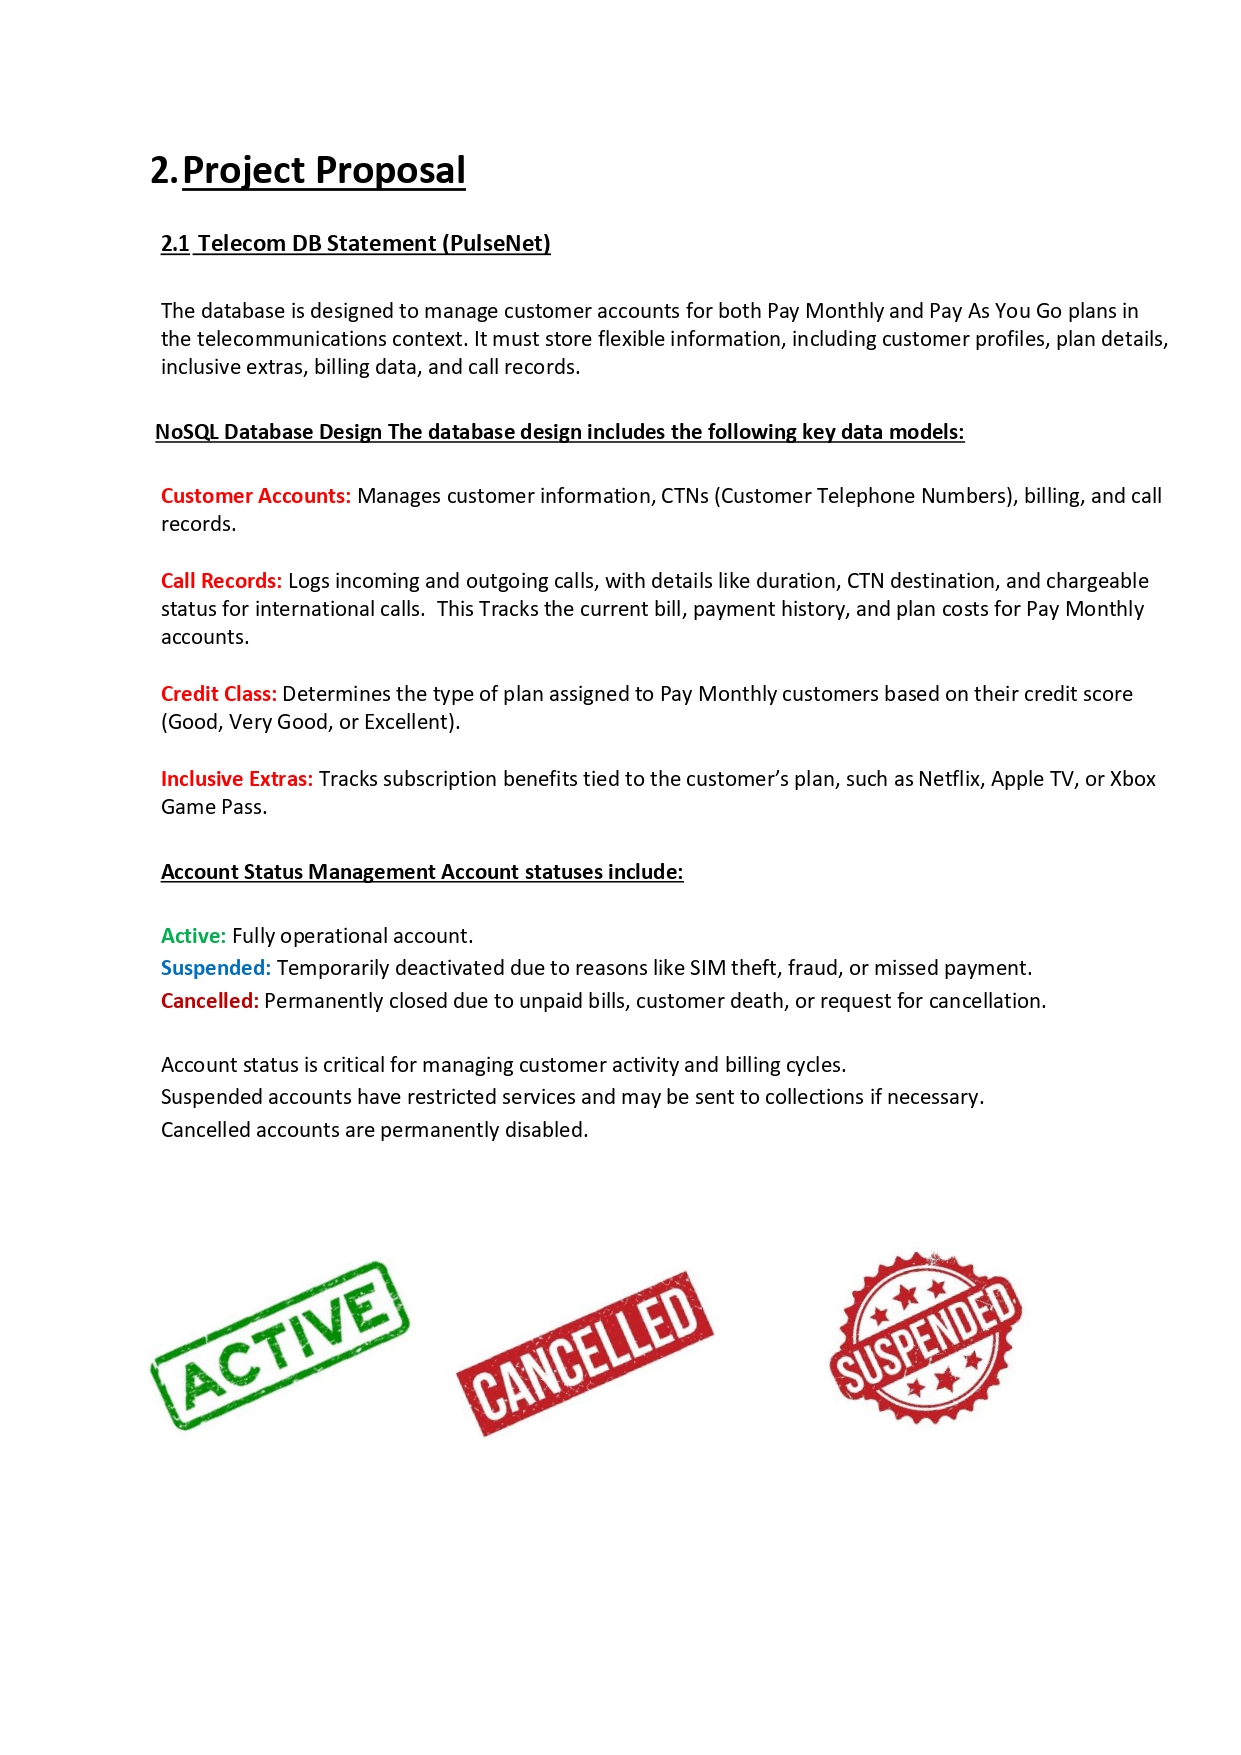 2. Project Proposal
2.1 Telecom DB Statement (PulseNet)
The database is designed to manage customer accounts for both Pay Monthly and Pay As You Go plans in
the telecommunications context. It must store flexible information, including customer profiles, plan details,
inclusive extras, billing data, and call records.
NoSQL Database Design The database design includes the following key data models:
Customer Accounts: Manages customer information, CTNs (Customer Telephone Numbers), billing, and call
records.
Call Records: Logs incoming and outgoing calls, with details like duration, CTN destination, and chargeable
status for international calls.  This Tracks the current bill, payment history, and plan costs for Pay Monthly
accounts.
Credit Class: Determines the type of plan assigned to Pay Monthly customers based on their credit score
(Good, Very Good, or Excellent).
Inclusive Extras: Tracks subscription benefits tied to the customer’s plan, such as Netflix, Apple TV, or Xbox
Game Pass.
Account Status Management Account statuses include:
Active: Fully operational account.
Suspended: Temporarily deactivated due to reasons like SIM theft, fraud, or missed payment.
Cancelled: Permanently closed due to unpaid bills, customer death, or request for cancellation.
Account status is critical for managing customer activity and billing cycles.
Suspended accounts have restricted services and may be sent to collections if necessary.
Cancelled accounts are permanently disabled.
ACTIVE
CANCELLED
SUSPENDED